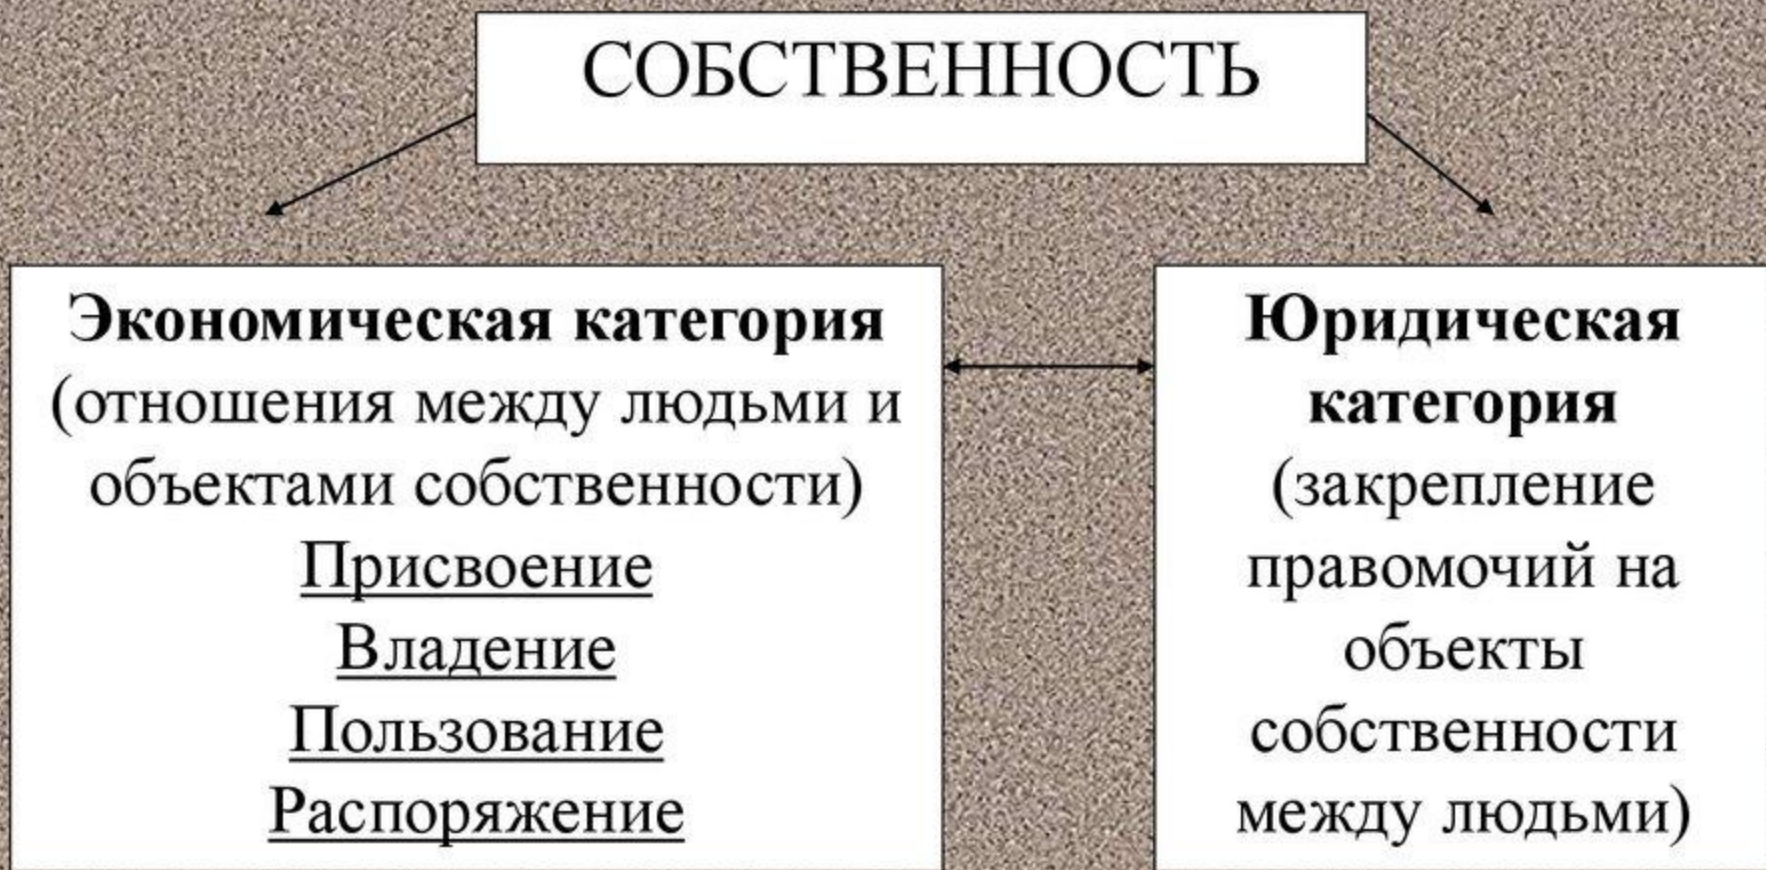 СОБСТВЕННОСТЬ
Экономическая категория
(отношения между людьми и
объектами собственности)
Присвоение
Владение
Пользование
Распоряжение
Юридическая
категория
(закрепление
правомочий на
объекты
собственности
между людьми)